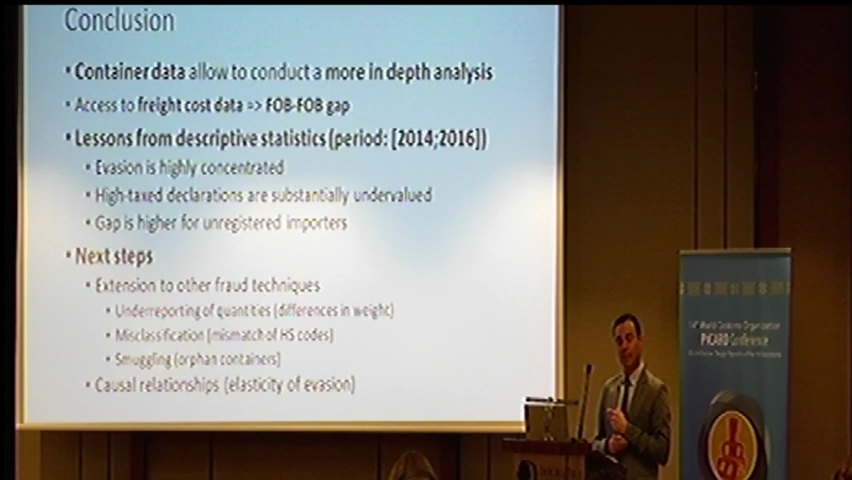 Conclusion
• Container data allow to conduct a more in depth analysis
• Access to freight cost data => FOB-FOB gap
• Lessons from descriptive statistics (period: [2014;2016])
• Evasion is highly concentrated
• High-taxed declarations are substantially undervalued
• Gap is higher for unregistered importers
• Next steps
• Extension to other fraud techniques
• Underreporting of quantities (differences in weight)
• Misclassification (mismatch of HS codes)
• Smuggling (orphan containers)
• Causal relationships (elasticity of evasion)
World Customs Organization
PICARD Conference